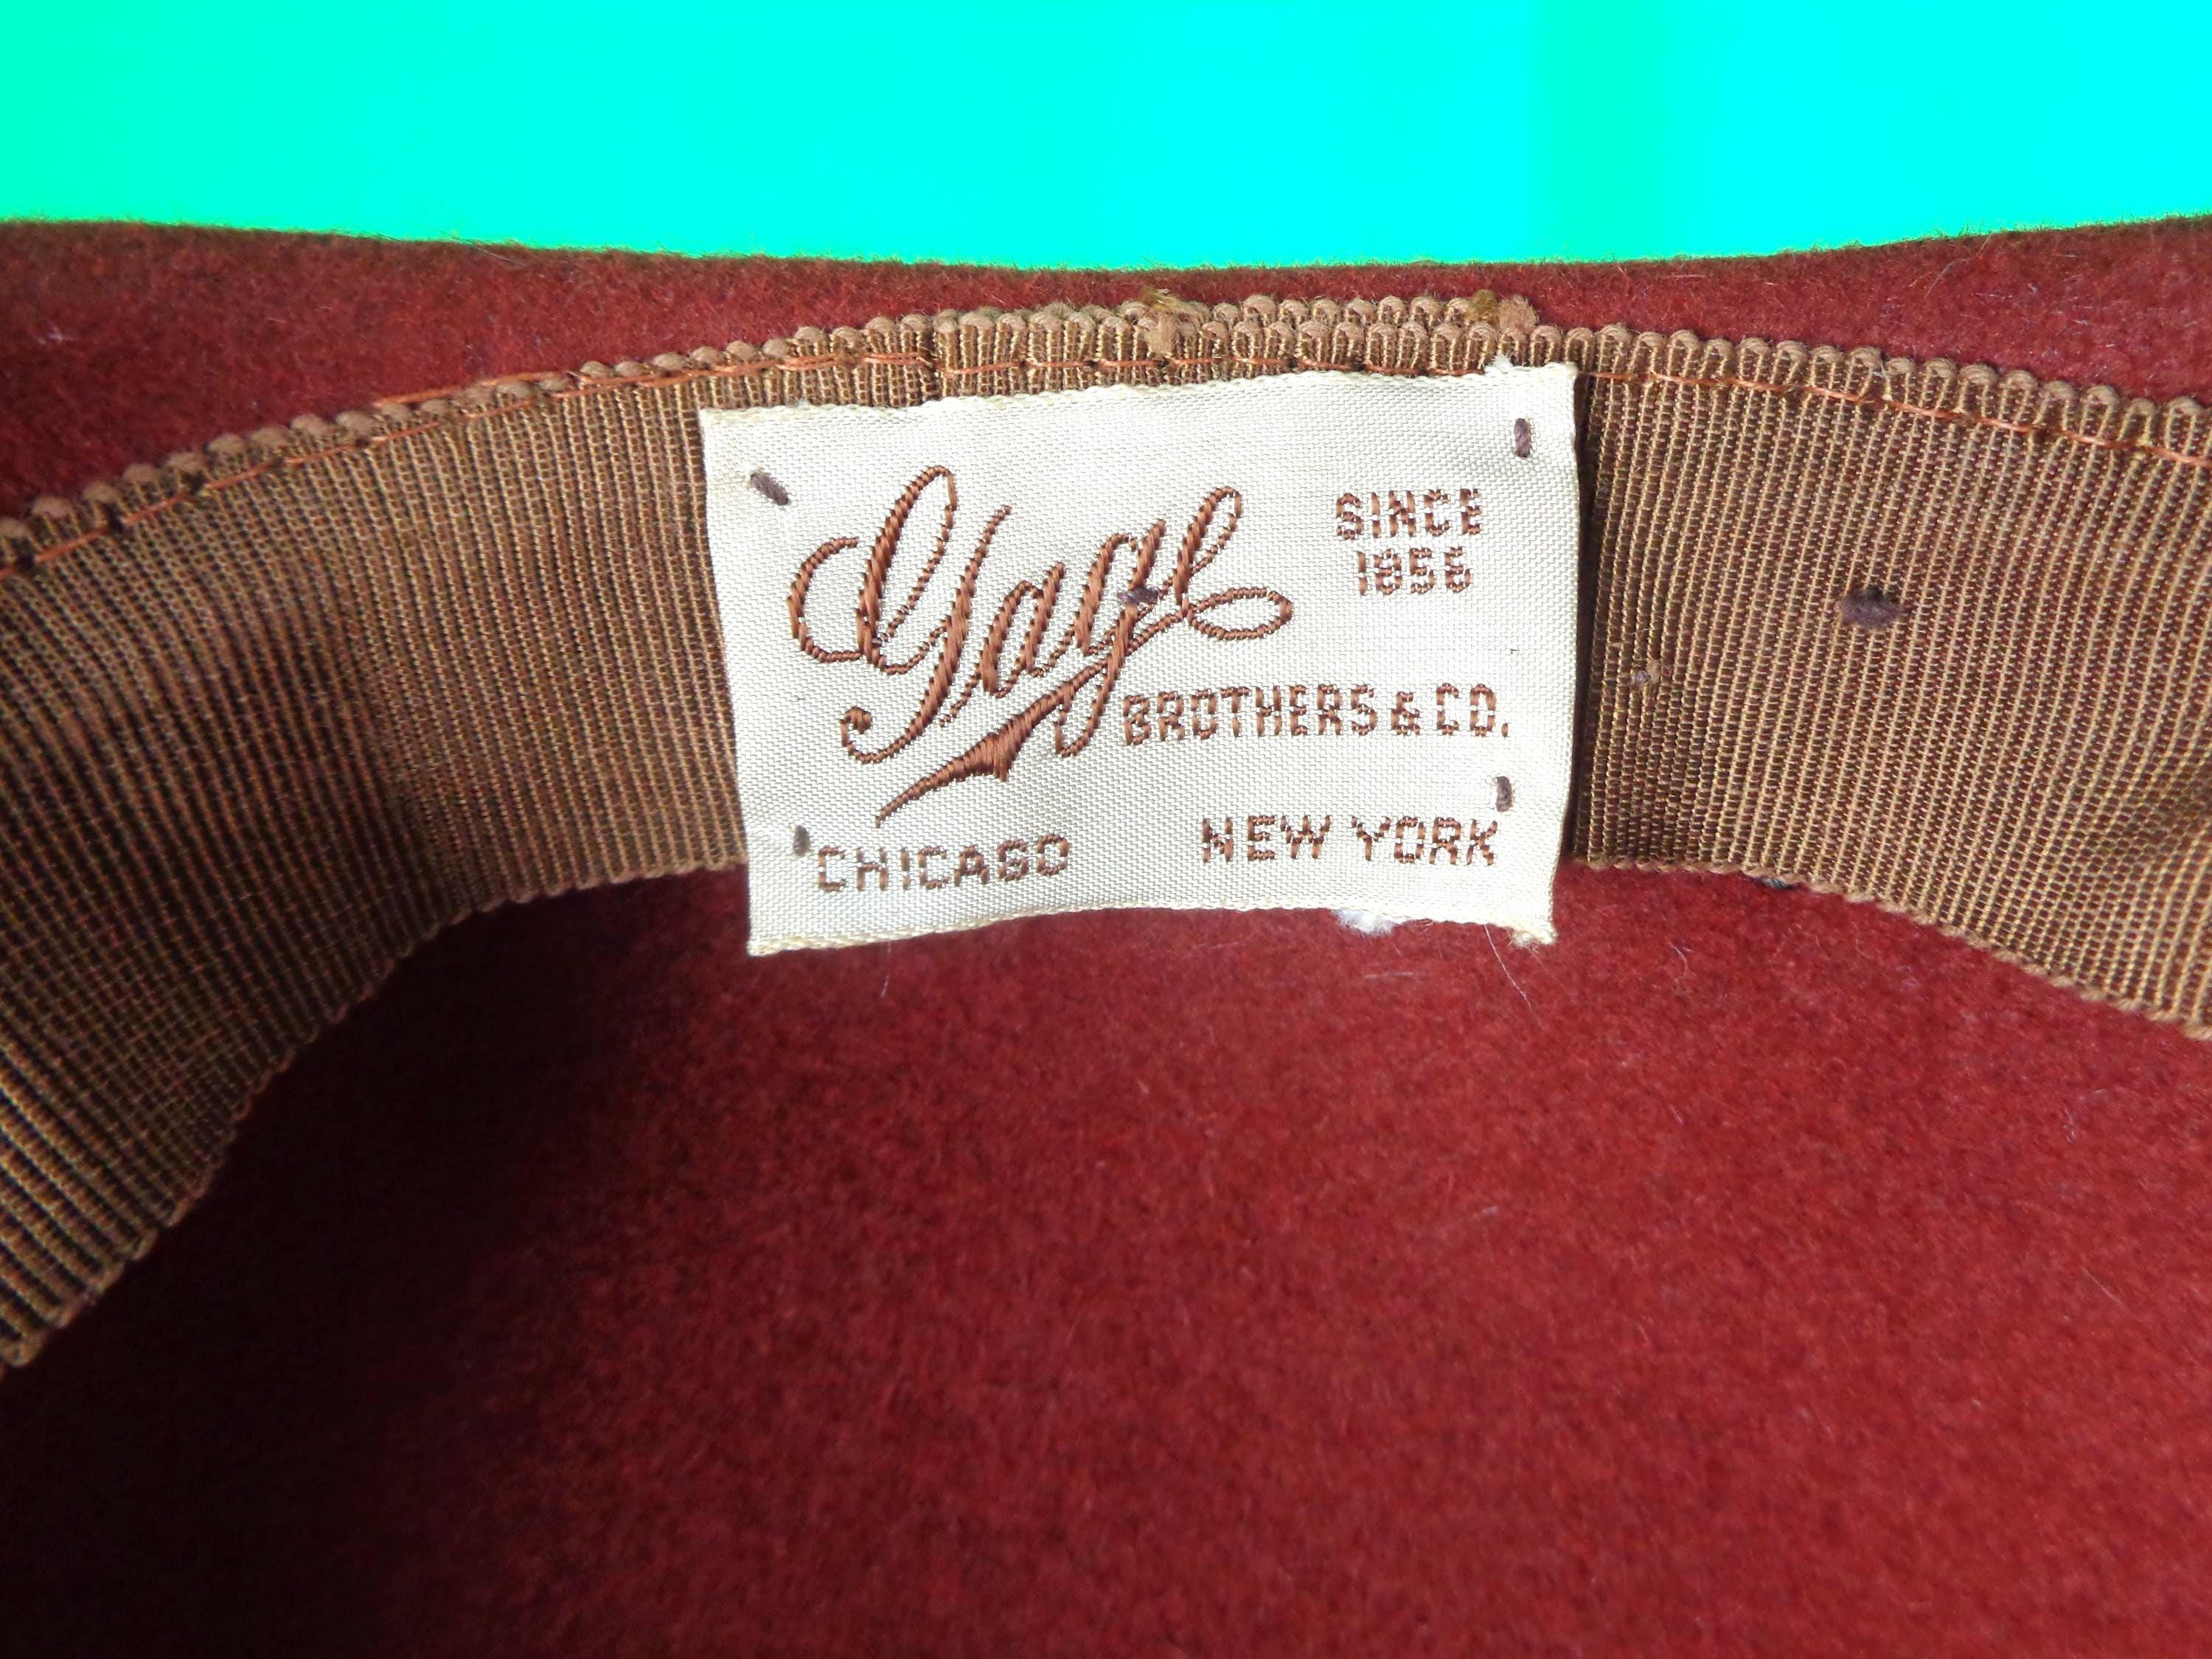 Gage
SINCE
1856
BROTHERS & CO.
CHICAGO NEW YORK